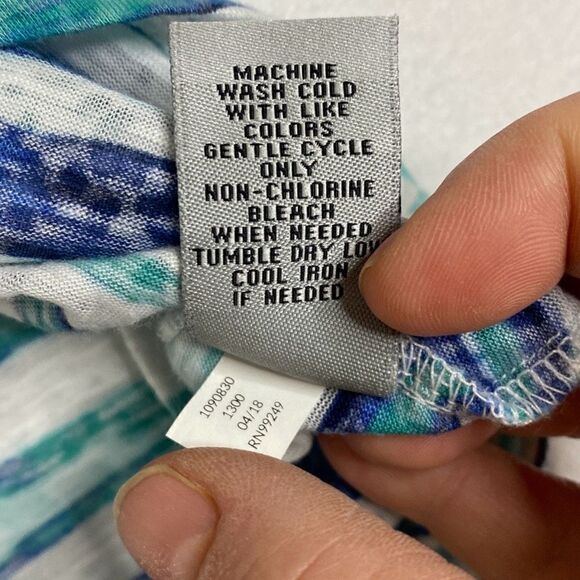 MACHINE
WASH COLD
WITH LIKE
COLORS
GENTLE CYCLE
ONLY
NON-CHLORINE
BLEACH
WHEN NEEDED
TUMBLE DRY LOW
COOL IRON
IF NEEDED
1090830
1300
04/18
RN99249